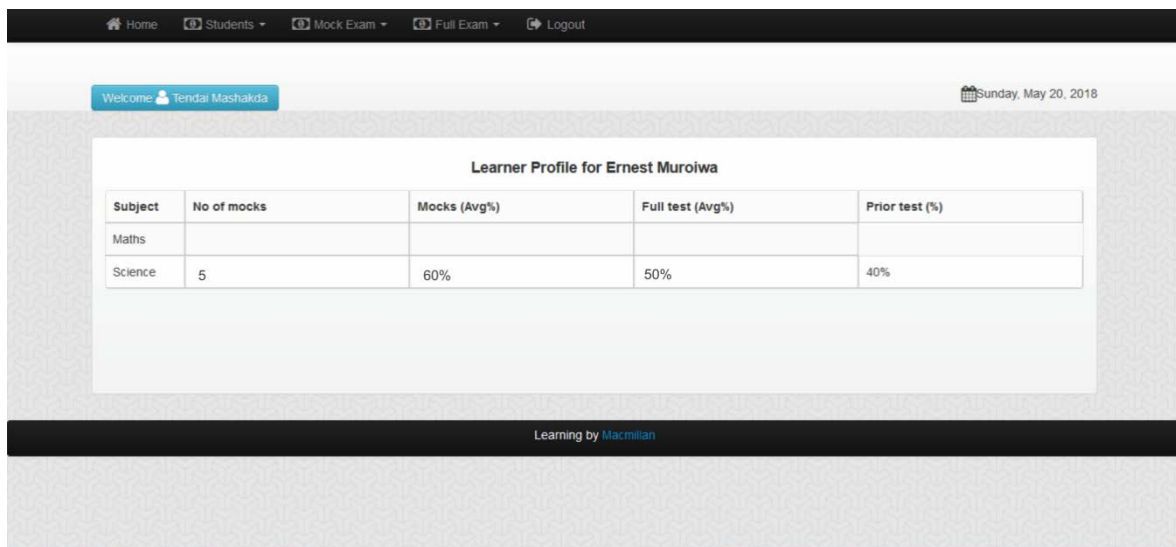 Home Students Mock Exam Full Exam Logout
Welcome Tendai Mashakda Sunday, May 20, 2018
Learner Profile for Ernest Muroiwa
Subject No of mocks Mocks (Avg%) Full test (Avg%) Prior test (%)
Maths
Science 5 60% 50% 40%
Learning by Macmillan